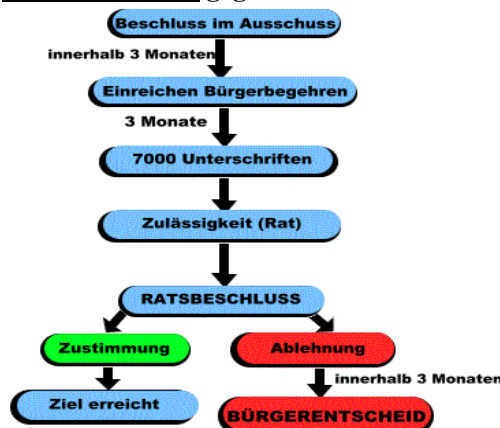 Beschluss im Ausschuss
innerhalb 3 Monaten
Einreichen Bürgerbegehren
3 Monate
7000 Unterschriften
Zulässigkeit (Rat)
RATSBESCHLUSS
Zustimmung
Ablehnung
innerhalb 3 Monaten
Ziel erreicht
BÜRGERENTSCHEID